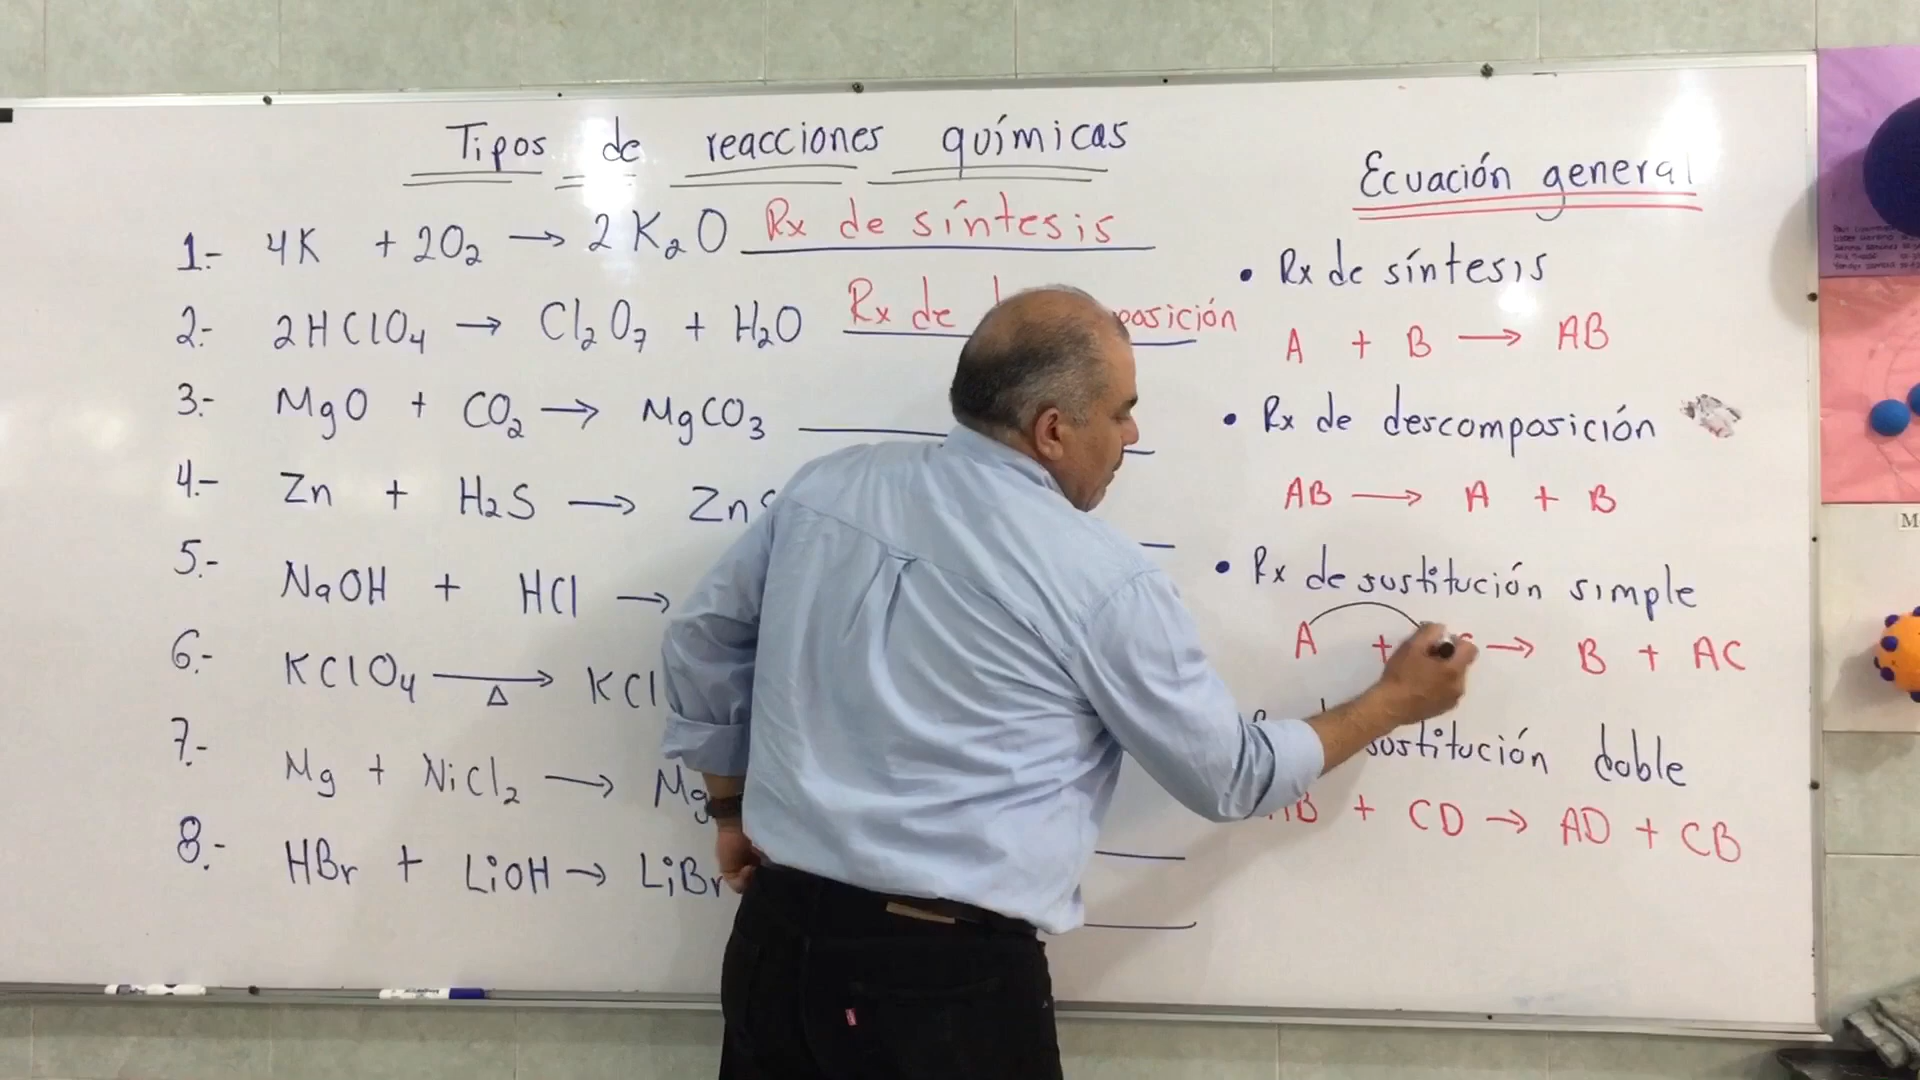 Tipos de reacciones químicas
1.- 4K + 2O₂ → 2K₂O Rx de síntesis
2.- 2HClO₄ → Cl₂O₇ + H₂O Rx de
3.- MgO + CO₂ → MgCO₃
4.- Zn + H₂S → Zn
5.- NaOH + HCl →
6.- KClO₄ → Δ KCl
7.- Mg + NiCl₂ → Mg
8.- HBr + LiOH → LiBr
Ecuación general
• Rx de síntesis
A + B → AB
• Rx de descomposición
AB → A + B
• Rx de sustitución simple
A + → B + AC
sustitución doble
AB + CD → AD + CB